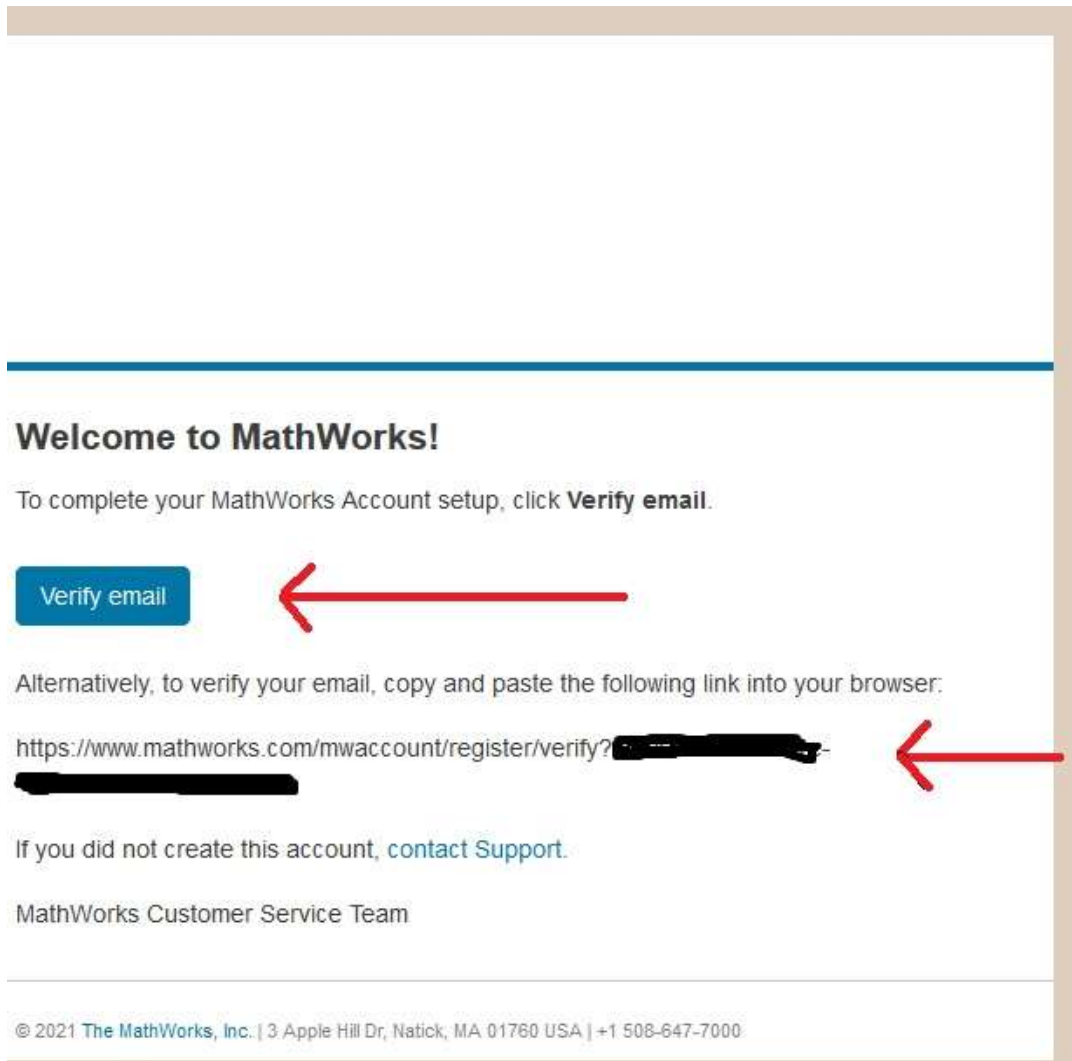 Welcome to MathWorks!
To complete your MathWorks Account setup, click Verify email.
Verify email
Alternatively, to verify your email, copy and paste the following link into your browser:
https://www.mathworks.com/mwaccount/register/verify?
If you did not create this account, contact Support.
MathWorks Customer Service Team
© 2021 The MathWorks, Inc. | 3 Apple Hill Dr, Natick, MA 01760 USA | +1 508-647-7000